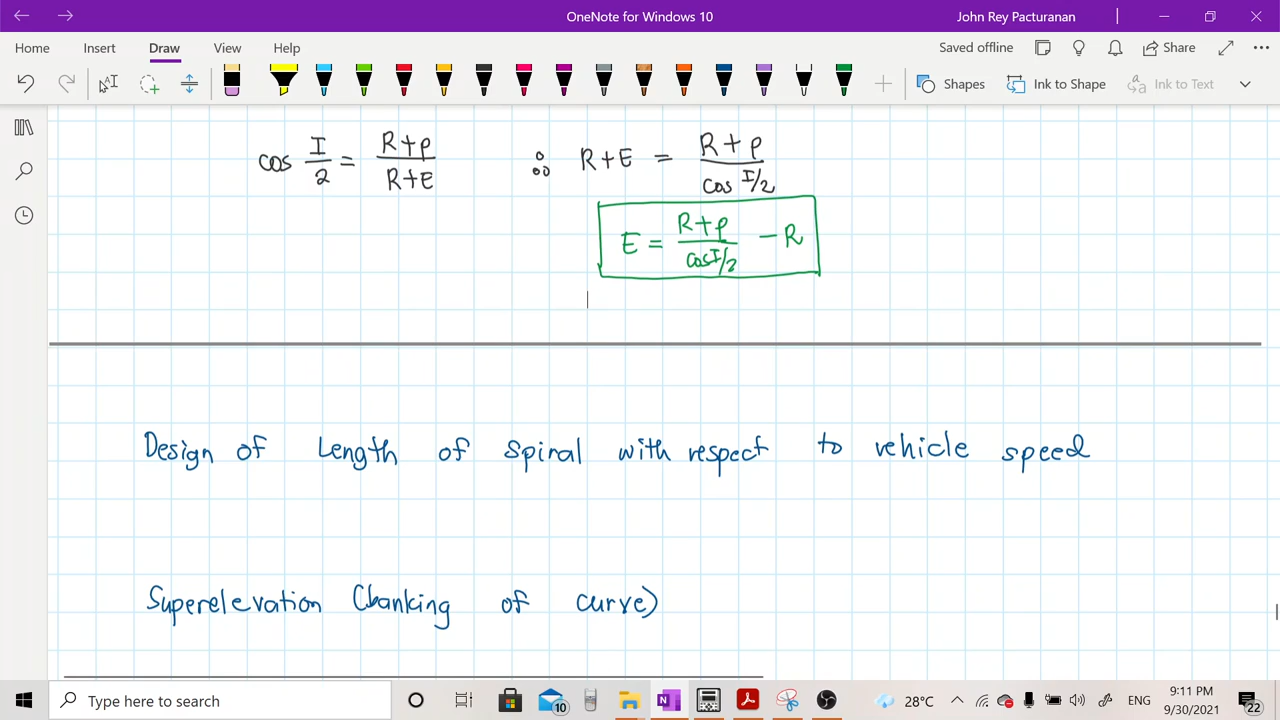 OneNote for Windows 10
John Rey Pacturanan
Home Insert Draw View Help
Saved offline
Share
Shapes
Ink to Shape
Ink to Text
cos I/2 = R+p/R+E ∴ R+E = R+p/cos I/2
E = R+p/cos I/2 - R
Design of Length of spiral with respect to vehicle speed
Superelevation (banking of curve)
Type here to search
10
28°C
ENG
9:11 PM
9/30/2021
22